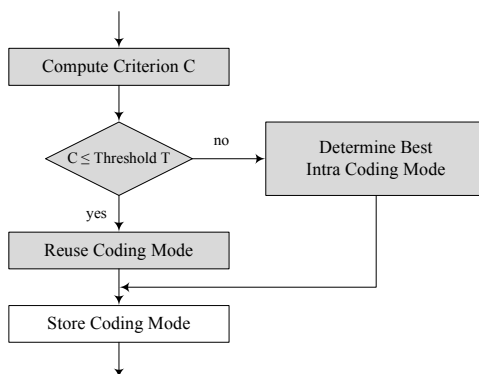 Compute Criterion C
C ≤ Threshold T
no
Determine Best
Intra Coding Mode
yes
Reuse Coding Mode
Store Coding Mode